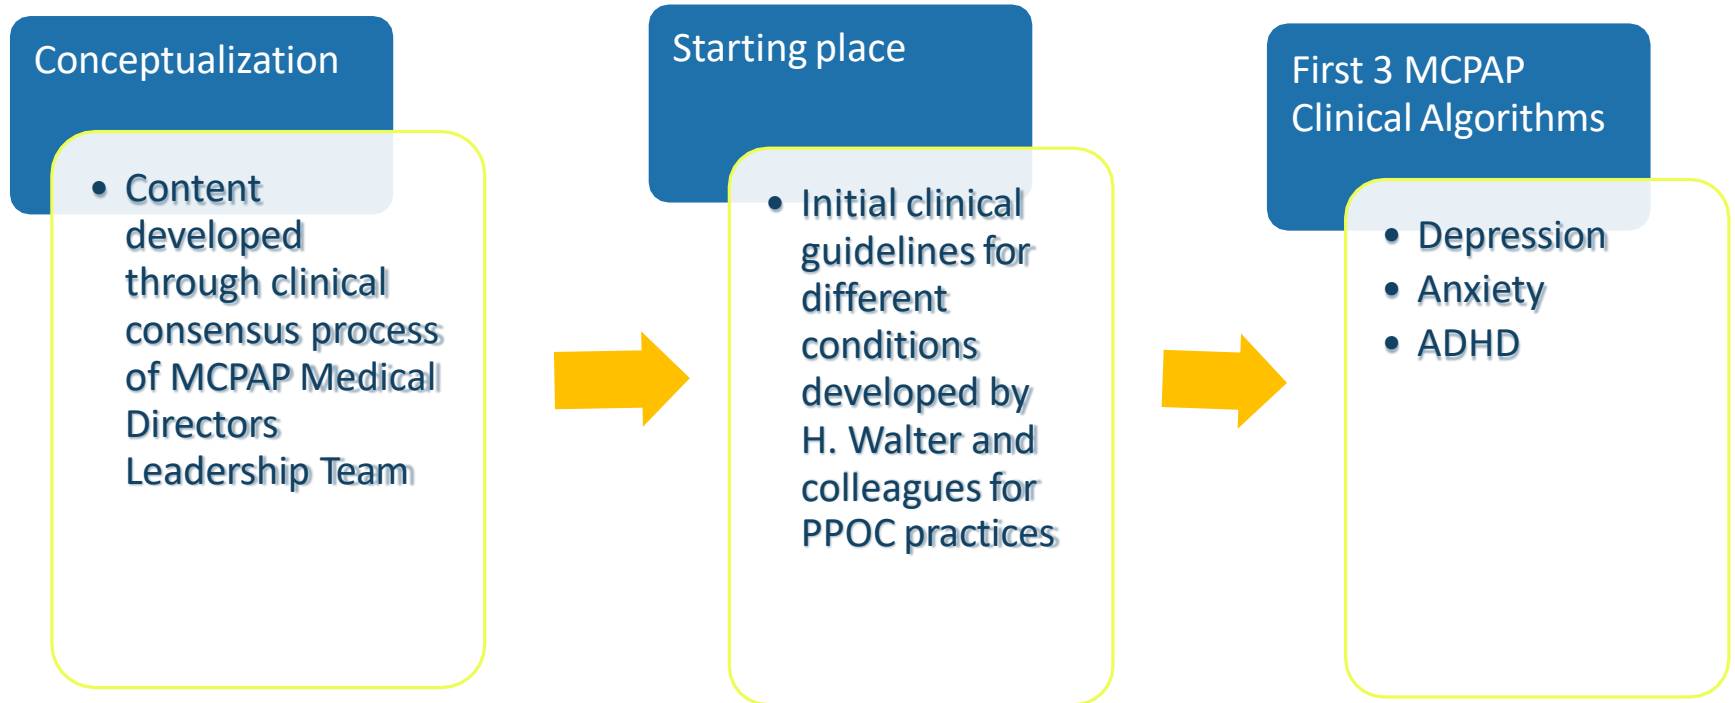 Conceptualization
• Content
developed
through clinical
consensus process
of MCPAP Medical
Directors
Leadership Team
Starting place
• Initial clinical
guidelines for
different
conditions
developed by
H. Walter and
colleagues for
PPOC practices
First 3 MCPAP
Clinical Algorithms
• Depression
• Anxiety
• ADHD